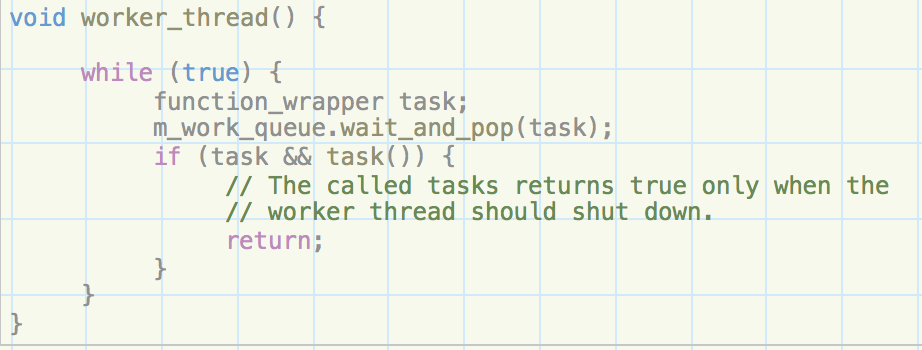 void worker_thread() {
while (true) {
function_wrapper task;
m_work_queue.wait_and_pop(task);
if (task && task()) {
// The called tasks returns true only when the
// worker thread should shut down.
return;
}
}
}